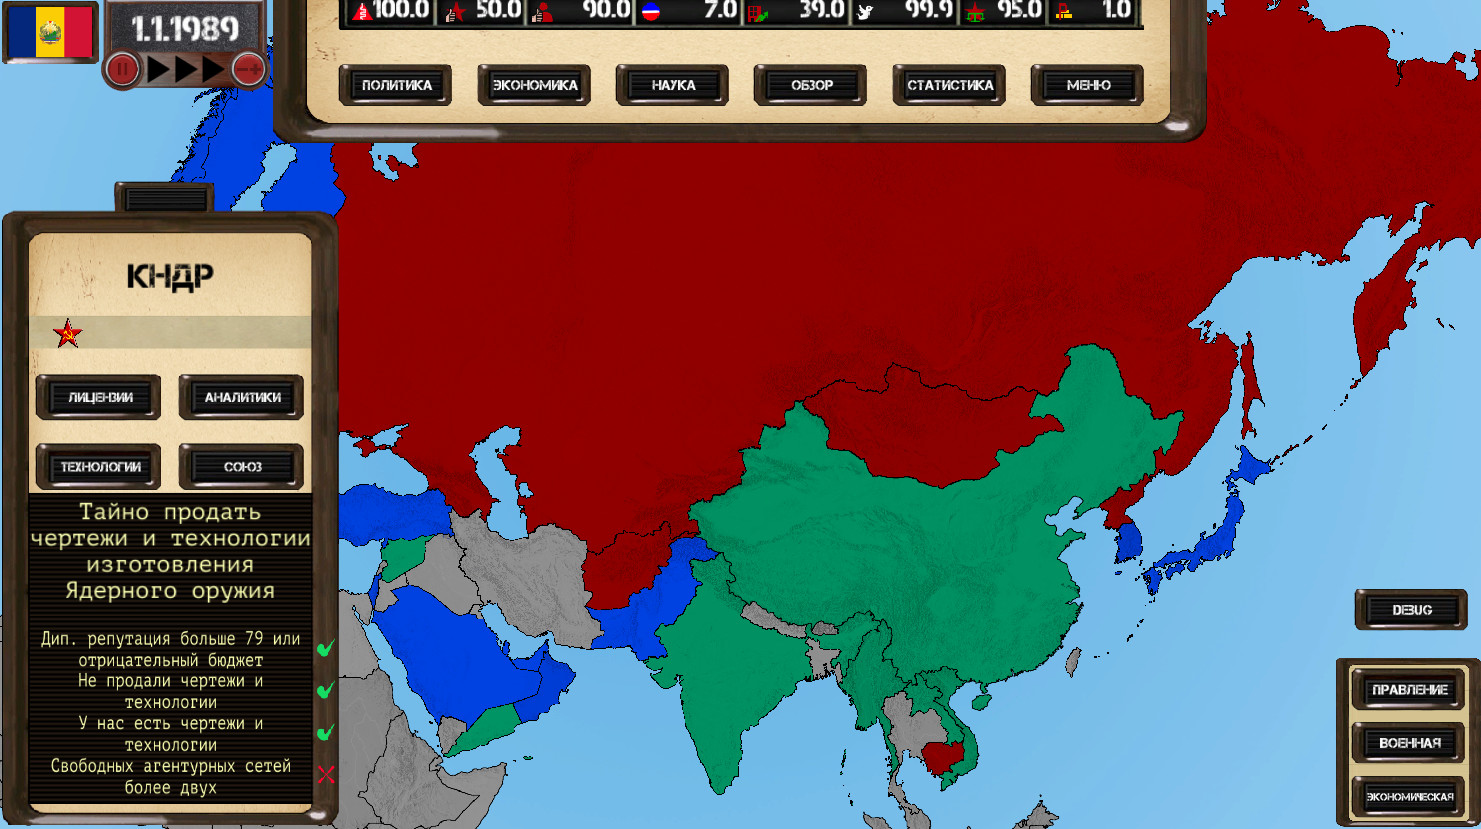 1.1.1989
100.0 50.0 90.0 7.0 39.0 99.9 95.0 1.0
ПОЛИТИКА ЭКОНОМИКА НАУКА ОБЗОР СТАТИСТИКА МЕНЮ
КНДР
ЛИЦЕНЗИИ АНАЛИТИКИ
ТЕХНОЛОГИИ СОЮЗ
Тайно продать
чертежи и технологии
изготовления
Ядерного оружия
Дип. репутация больше 79 или
отрицательный бюджет
Не продали чертежи и
технологии
У нас есть чертежи и
технологии
Свободных агентурных сетей
более двух
DEBUG
ПРАВЛЕНИЕ
ВОЕННАЯ
ЭКОНОМИЧЕСКАЯ